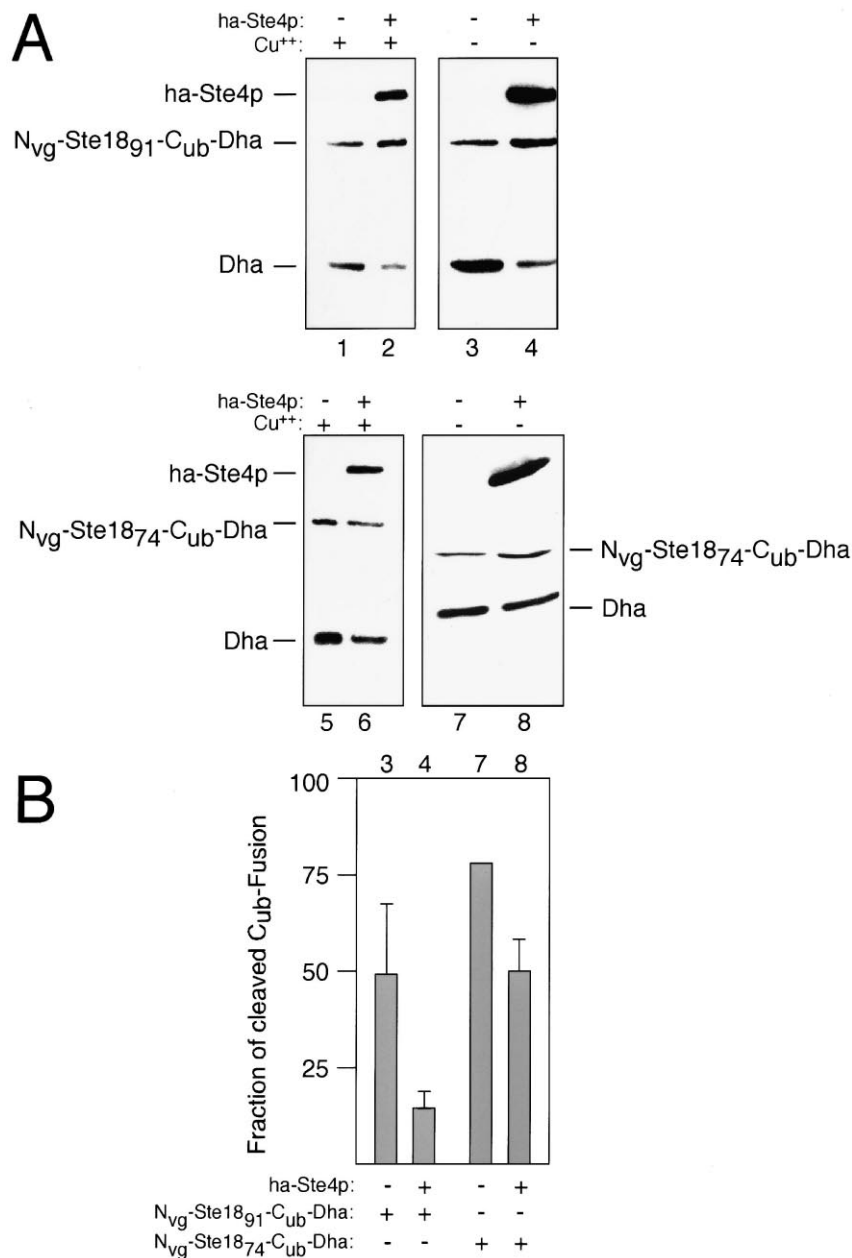 A
ha-Ste4p: - + - +
Cu++: + + - -
ha-Ste4p
Nvg-Ste1891-Cub-Dha
Dha
1 2 3 4
ha-Ste4p: - + - +
Cu++: + + - -
ha-Ste4p
Nvg-Ste1874-Cub-Dha
Nvg-Ste1874-Cub-Dha
Dha
Dha
5 6 7 8
B
3 4 7 8
Fraction of cleaved Cub-Fusion
100
75
50
25
ha-Ste4p: - + - +
Nvg-Ste1891-Cub-Dha: + + - -
Nvg-Ste1874-Cub-Dha: - - + +